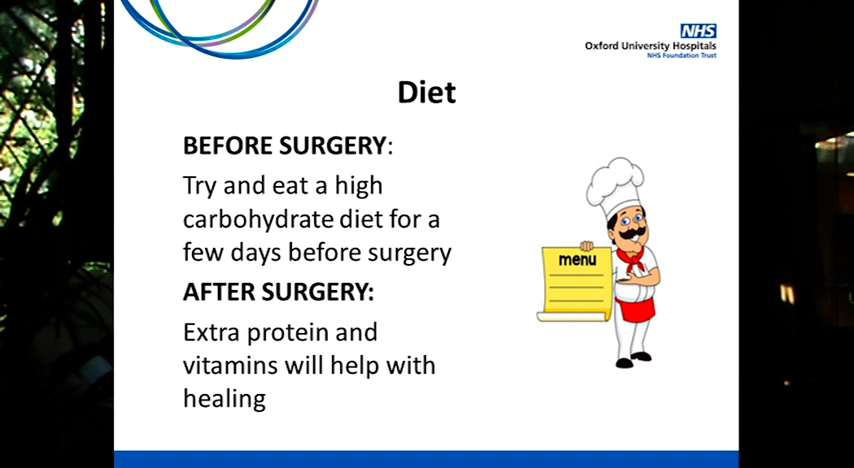 NHS
Oxford University Hospitals
NHS Foundation Trust
Diet
BEFORE SURGERY:
Try and eat a high
carbohydrate diet for a
few days before surgery
menu
AFTER SURGERY:
Extra protein and
vitamins will help with
healing